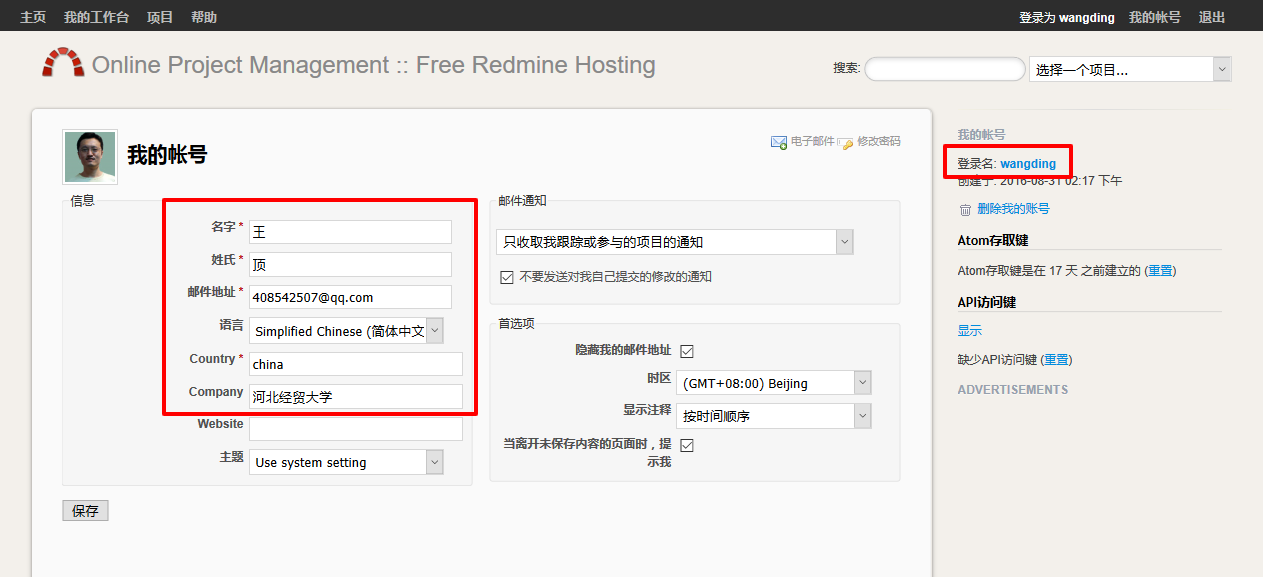 主页 我的工作台 项目 帮助 登录为 wangding 我的帐号 退出
Online Project Management :: Free Redmine Hosting
搜索: 选择一个项目...
我的帐号
电子邮件 修改密码
信息
名字 * 王
姓氏 * 顶
邮件地址 * 408542507@qq.com
语言 Simplified Chinese (简体中文
Country * china
Company 河北经贸大学
Website
主题 Use system setting
保存
邮件通知
只收取我跟踪或参与的项目的通知
不要发送对我自己提交的修改的通知
首选项
隐藏我的邮件地址
时区 (GMT+08:00) Beijing
显示注释 按时间顺序
当离开未保存内容的页面时，提
示我
我的帐号
登录名: wangding
创建于: 2016-08-31 02:17 下午
删除我的账号
Atom存取键
Atom存取键是在 17 天 之前建立的 (重置)
API访问键
显示
缺少API访问键 (重置)
ADVERTISEMENTS